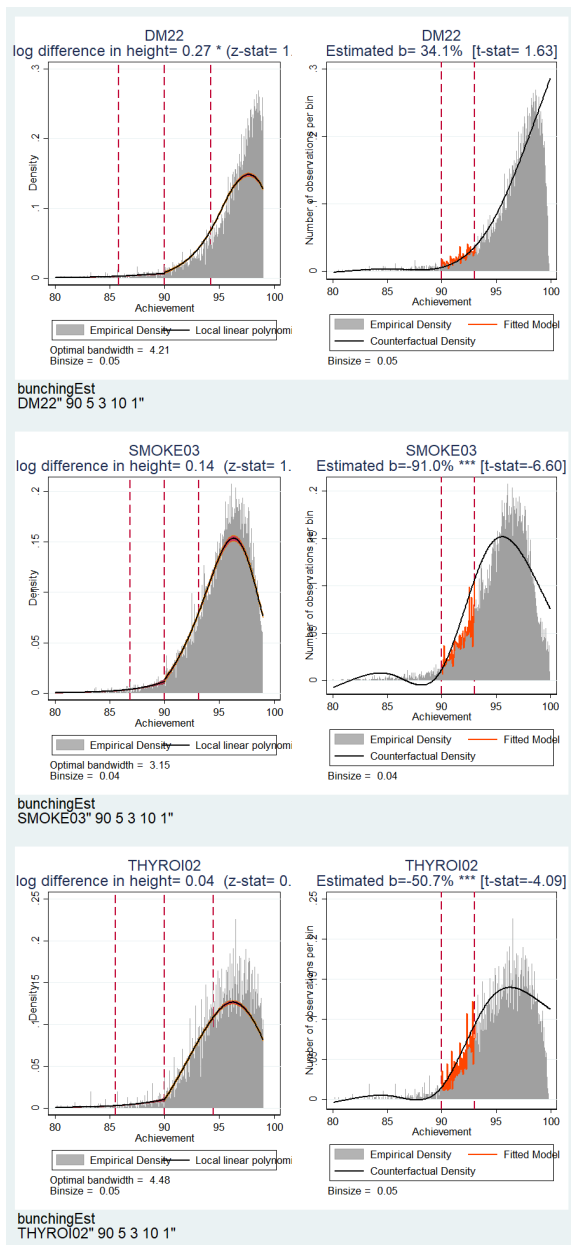 DM22
log difference in height= 0.27 * (z-stat= 1.
.3
.2
.1
0
Density
80 85 90 95 100
Achievement
Empirical Density
Local linear polynomi
Optimal bandwidth = 4.21
Binsize = 0.05
DM22
Estimated b= 34.1% [t-stat= 1.63]
.3
.2
.1
0
Number of observations per bin
80 85 90 95 100
Achievement
Empirical Density
Fitted Model
Counterfactual Density
Binsize = 0.05
bunchingEst
DM22" 90 5 3 10 1"
SMOKE03
log difference in height= 0.14 (z-stat= 1.
.2
.15
.1
.05
0
Density
80 85 90 95 100
Achievement
Empirical Density
Local linear polynomi
Optimal bandwidth = 3.15
Binsize = 0.04
SMOKE03
Estimated b=-91.0% *** [t-stat=-6.60]
.2
.15
.1
.05
0
Number of observations per bin
80 85 90 95 100
Achievement
Empirical Density
Fitted Model
Counterfactual Density
Binsize = 0.04
bunchingEst
SMOKE03" 90 5 3 10 1"
THYROI02
log difference in height= 0.04 (z-stat= 0.
.25
.2
.15
.1
.05
0
Density
80 85 90 95 100
Achievement
Empirical Density
Local linear polynomi
Optimal bandwidth = 4.48
Binsize = 0.05
THYROI02
Estimated b=-50.7% *** [t-stat=-4.09]
.25
.2
.15
.1
.05
0
Number of observations per bin
80 85 90 95 100
Achievement
Empirical Density
Fitted Model
Counterfactual Density
Binsize = 0.05
bunchingEst
THYROI02" 90 5 3 10 1"